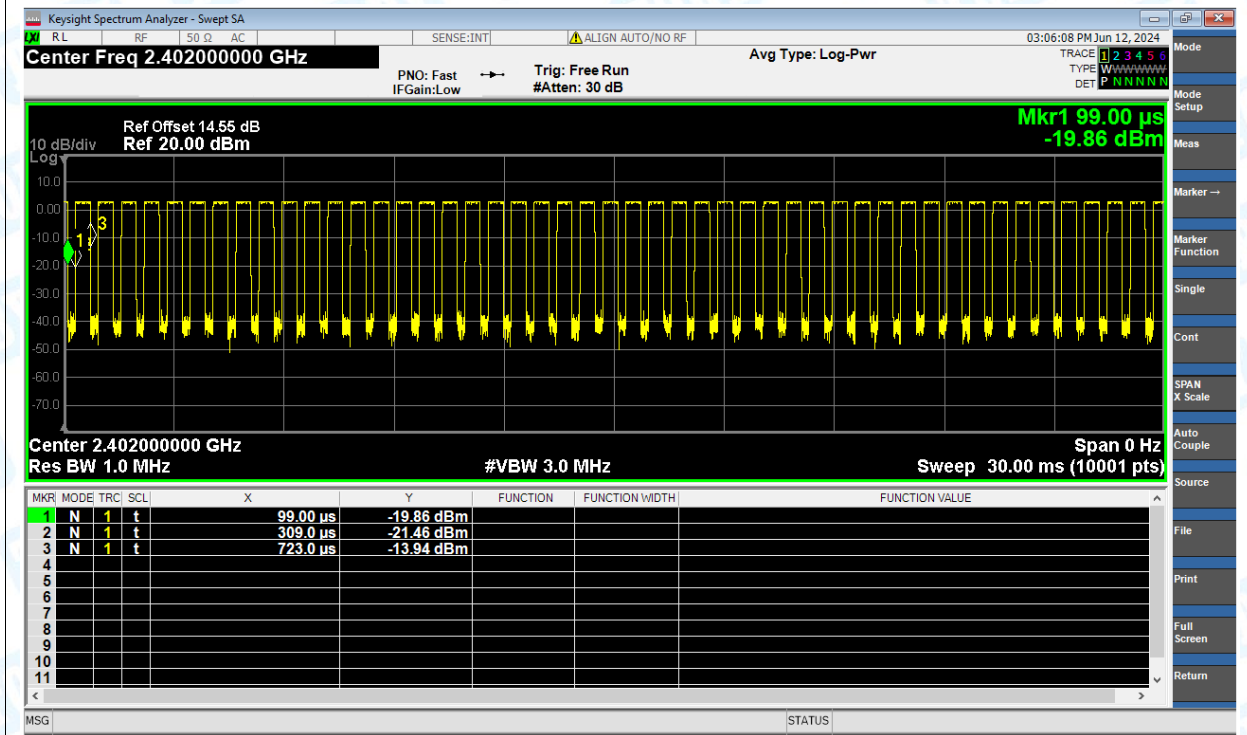 Keysight Spectrum Analyzer - Swept SA
LXI RL RF 50 Ω AC SENSE:INT ALIGN AUTO/NO RF 03:06:08 PM Jun 12, 2024
Center Freq 2.402000000 GHz
PNO: Fast
IFGain:Low
Trig: Free Run
#Atten: 30 dB
Avg Type: Log-Pwr
TRACE 1 2 3 4 5 6
TYPE WWWWWW
DET P N N N N N
Mkr1 99.00 µs
-19.86 dBm
Ref Offset 14.55 dB
10 dB/div Ref 20.00 dBm
Log
10.0
0.00
-10.0
-20.0
-30.0
-40.0
-50.0
-60.0
-70.0
1
3
Center 2.402000000 GHz Span 0 Hz
Res BW 1.0 MHz #VBW 3.0 MHz Sweep 30.00 ms (10001 pts)
MKR MODE TRC SCL X Y FUNCTION FUNCTION WIDTH FUNCTION VALUE
1 N 1 t 99.00 µs -19.86 dBm
2 N 1 t 309.0 µs -21.46 dBm
3 N 1 t 723.0 µs -13.94 dBm
4
5
6
7
8
9
10
11
MSG STATUS
Mode
Mode Setup
Meas
Marker →
Marker Function
Single
Cont
SPAN X Scale
Auto Couple
Source
File
Print
Full Screen
Return